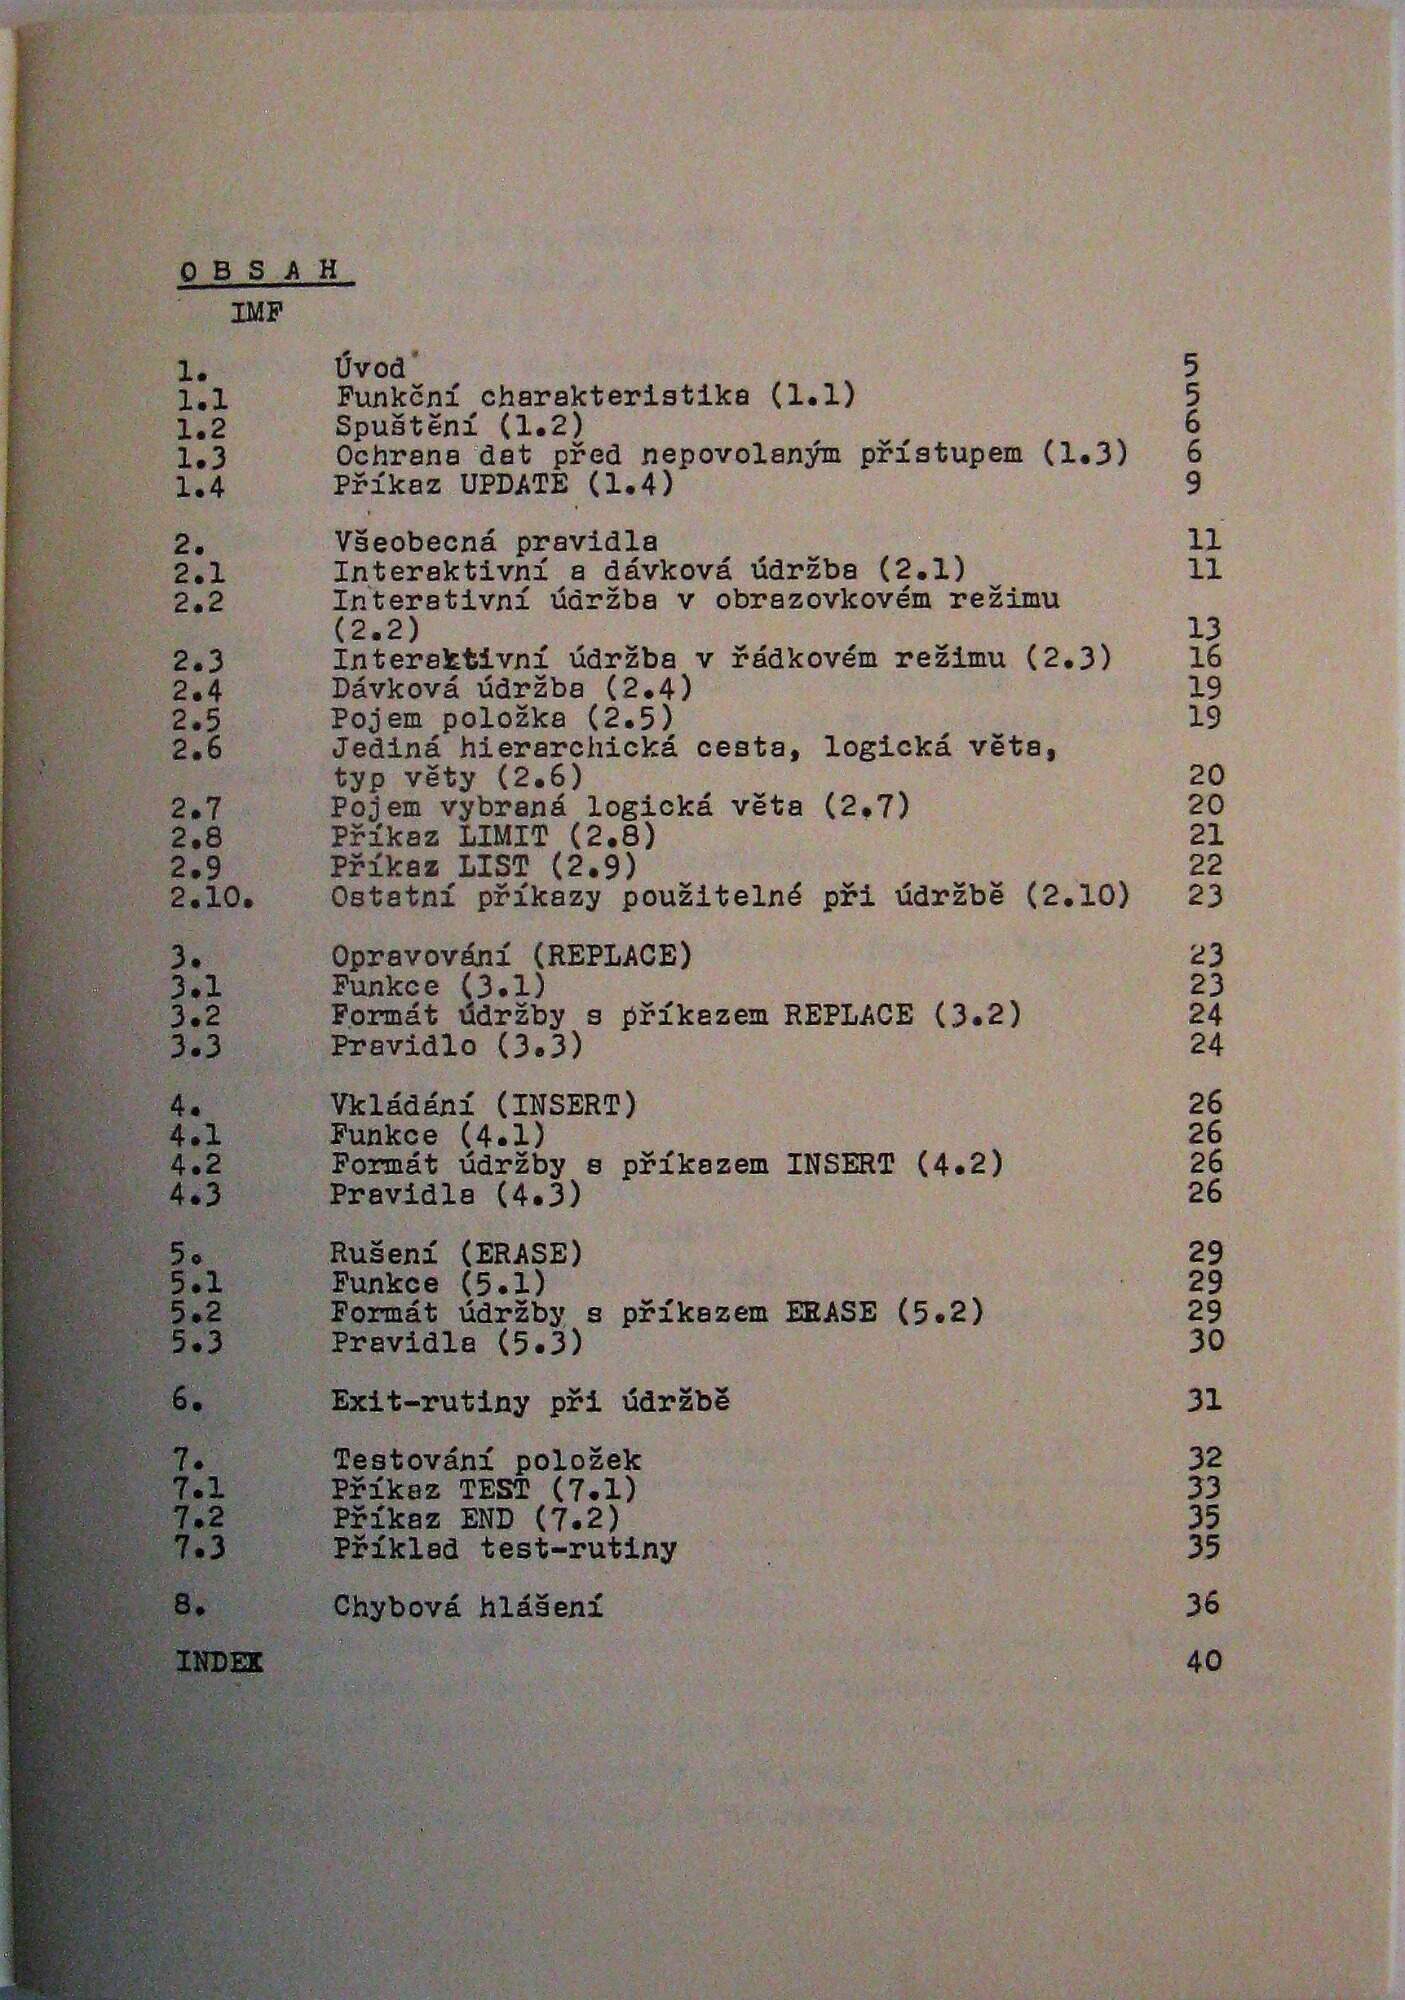 O B S A H
IMF
1. Úvod 5
1.1 Funkční charakteristika (1.1) 5
1.2 Spuštění (1.2) 6
1.3 Ochrana dat před nepovolaným přístupem (1.3) 6
1.4 Příkaz UPDATE (1.4) 9
2. Všeobecná pravidla 11
2.1 Interaktivní a dávková údržba (2.1) 11
2.2 Interativní údržba v obrazovkovém režimu
(2.2) 13
2.3 Interaktivní údržba v řádkovém režimu (2.3) 16
2.4 Dávková údržba (2.4) 19
2.5 Pojem položka (2.5) 19
2.6 Jediná hierarchická cesta, logická věta,
typ věty (2.6) 20
2.7 Pojem vybraná logická věta (2.7) 20
2.8 Příkaz LIMIT (2.8) 21
2.9 Příkaz LIST (2.9) 22
2.10. Ostatní příkazy použitelné při údržbě (2.10) 23
3. Opravování (REPLACE) 23
3.1 Funkce (3.1) 23
3.2 Formát údržby s příkazem REPLACE (3.2) 24
3.3 Pravidlo (3.3) 24
4. Vkládání (INSERT) 26
4.1 Funkce (4.1) 26
4.2 Formát údržby s příkazem INSERT (4.2) 26
4.3 Pravidla (4.3) 26
5. Rušení (ERASE) 29
5.1 Funkce (5.1) 29
5.2 Formát údržby s příkazem ERASE (5.2) 29
5.3 Pravidla (5.3) 30
6. Exit-rutiny při údržbě 31
7. Testování položek 32
7.1 Příkaz TEST (7.1) 33
7.2 Příkaz END (7.2) 35
7.3 Příklad test-rutiny 35
8. Chybová hlášení 36
INDEX 40